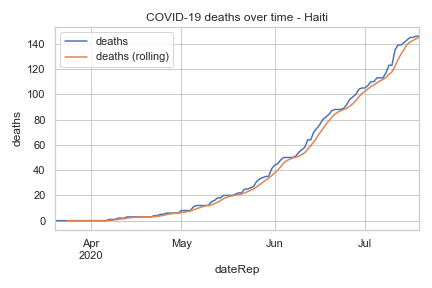 COVID-19 deaths over time - Haiti
deaths
deaths (rolling)
140
120
100
80
60
40
20
0
deaths
Apr
2020
May
Jun
Jul
dateRep